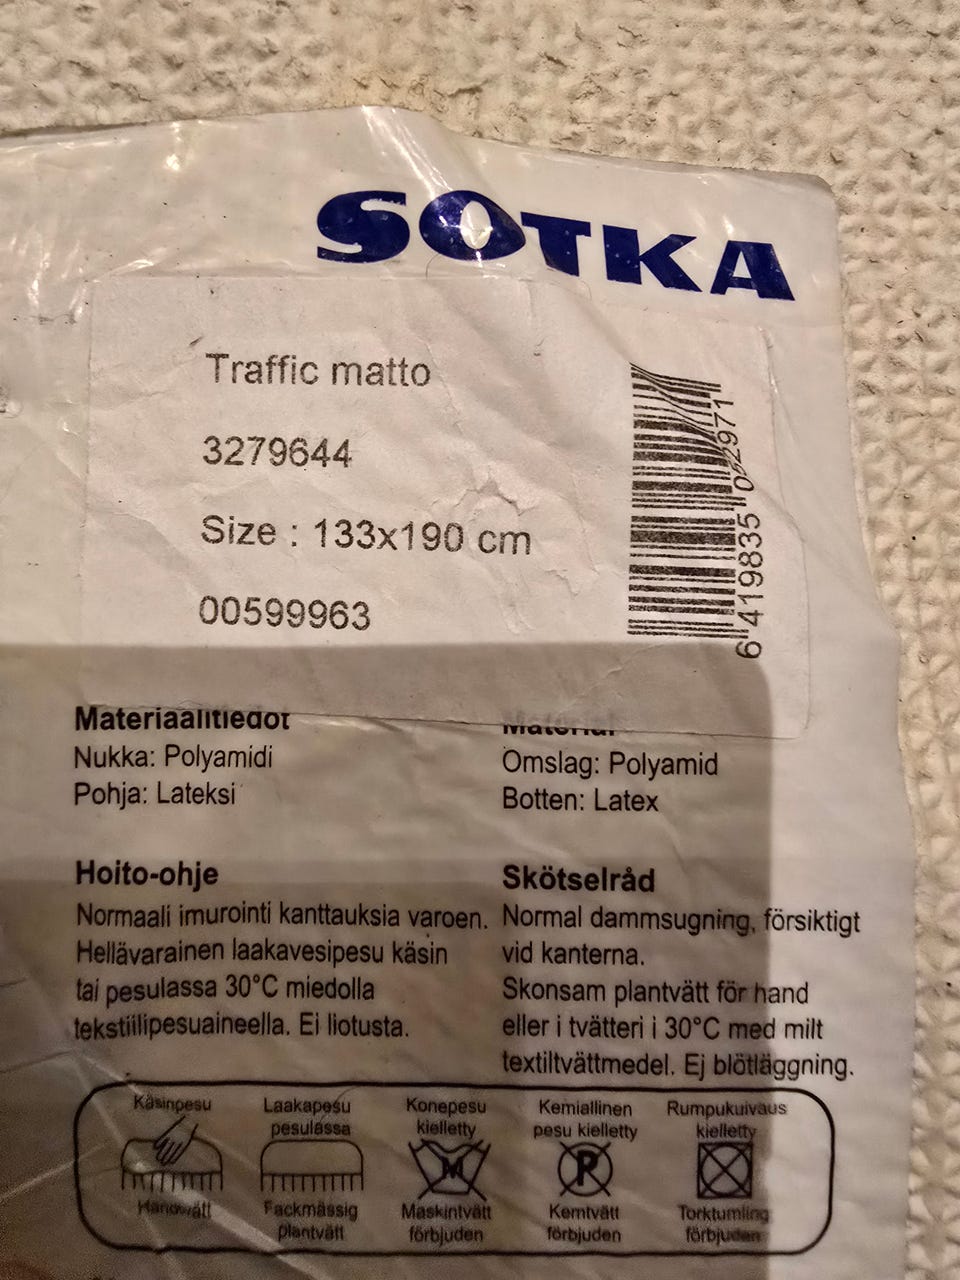 SOTKA
Traffic matto
3279644
Size : 133x190 cm
00599963
6 419835 052971
Materiaalitiedot
Nukka: Polyamidi
Pohja: Lateksi
Material
Omslag: Polyamid
Botten: Latex
Hoito-ohje
Normaali imurointi kanttauksia varoen.
Hellävarainen laakavesipesu käsin
tai pesulassa 30°C miedolla
tekstiilipesuaineella. Ei liotusta.
Skötselråd
Normal dammsugning, försiktigt
vid kanterna.
Skonsam plantvätt för hand
eller i tvätteri i 30°C med milt
textiltvättmedel. Ej blötläggning.
Käsinpesu
Handtvätt
Laakapesu
pesulassa
Fackmässig
plantvätt
Konepesu
kielletty
M
Maskintvätt
förbjuden
Kemiallinen
pesu kielletty
P
Kemtvätt
förbjuden
Rumpukuivaus
kielletty
Torktumling
förbjuden